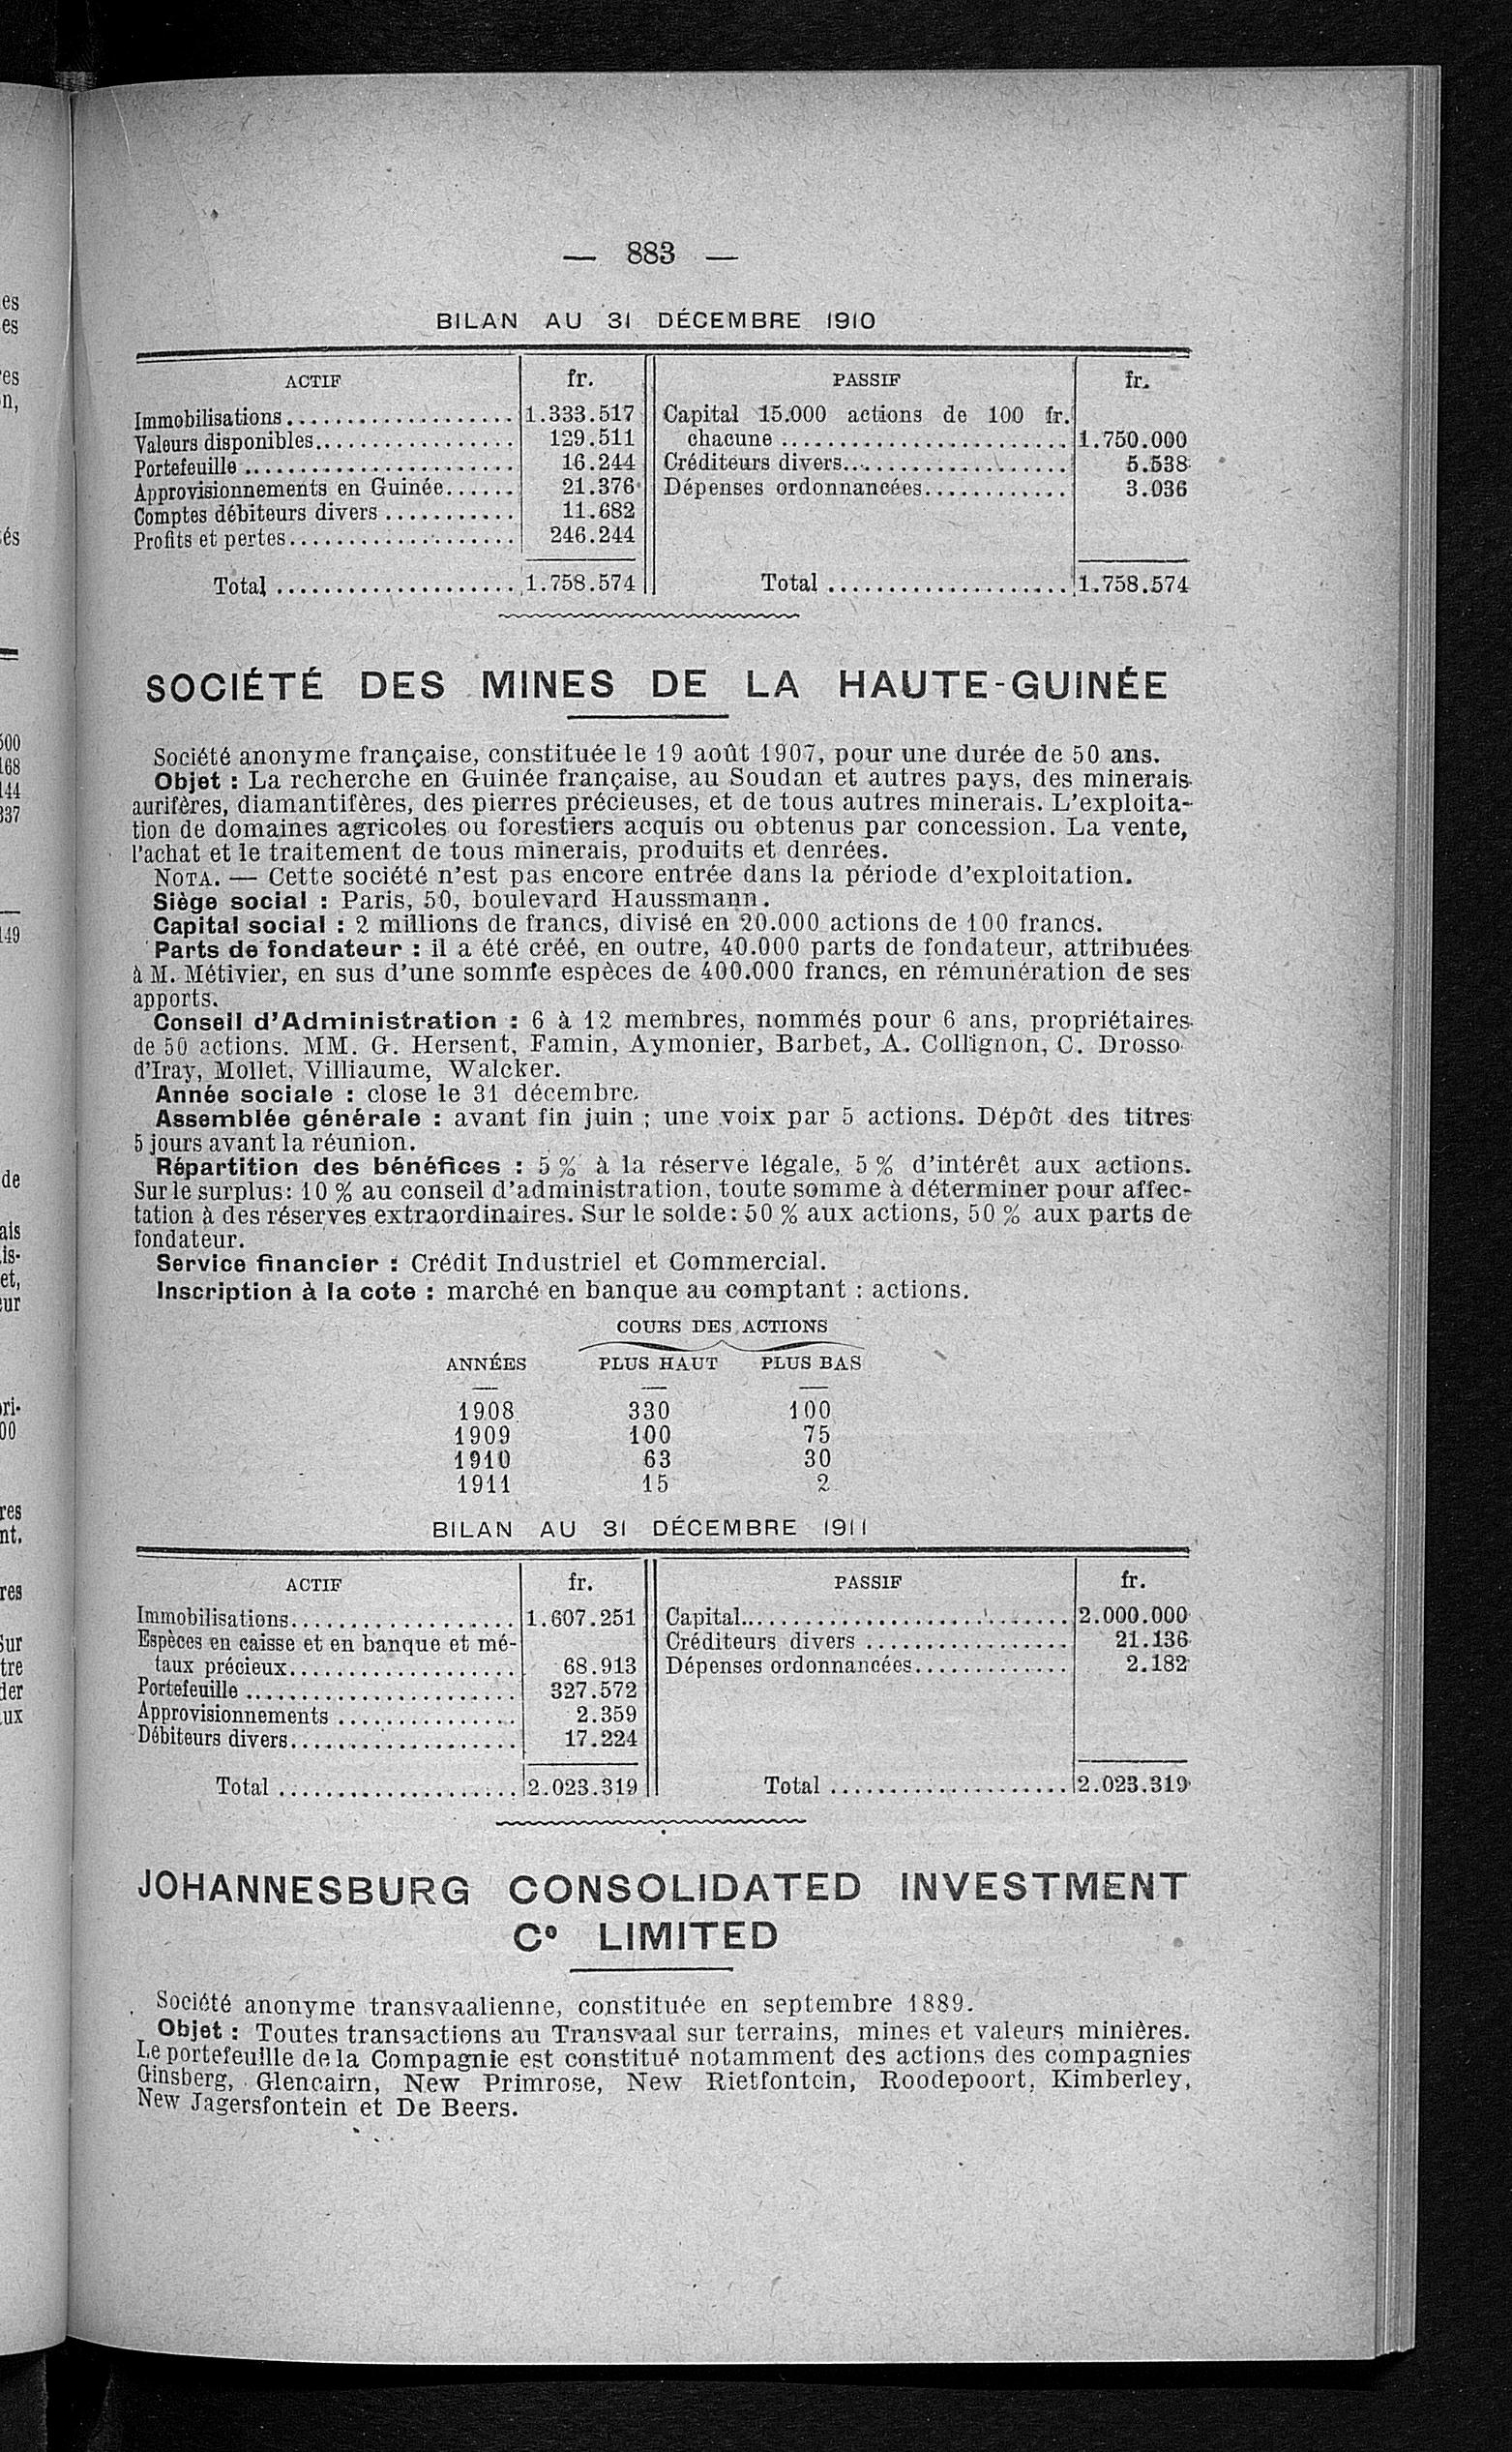 — 883 —
BILAN AU 31 DÉCEMBRE 1910
ACTIF fr. PASSIF fr.
Immobilisations................... 1.333.517 Capital 15.000 actions de 100 fr.
Valeurs disponibles................. 129.511 chacune ........................ 1.750.000
Portefeuille ....................... 16.244 Créditeurs divers................... 5.538
Approvisionnements en Guinée...... 21.376 Dépenses ordonnancées............ 3.036
Comptes débiteurs divers ........... 11.682
Profits et pertes................... 246.244
Total .................... 1.758.574 Total .................... 1.758.574
SOCIÉTÉ DES MINES DE LA HAUTE-GUINÉE
Société anonyme française, constituée le 19 août 1907, pour une durée de 50 ans.
Objet : La recherche en Guinée française, au Soudan et autres pays, des minerais
aurifères, diamantifères, des pierres précieuses, et de tous autres minerais. L'exploita-
tion de domaines agricoles ou forestiers acquis ou obtenus par concession. La vente,
l'achat et le traitement de tous minerais, produits et denrées.
NOTA. — Cette société n'est pas encore entrée dans la période d'exploitation.
Siège social : Paris, 50, boulevard Haussmann.
Capital social : 2 millions de francs, divisé en 20.000 actions de 100 francs.
Parts de fondateur : il a été créé, en outre, 40.000 parts de fondateur, attribuées
à M. Métivier, en sus d'une somme espèces de 400.000 francs, en rémunération de ses
apports.
Conseil d'Administration : 6 à 12 membres, nommés pour 6 ans, propriétaires
de 50 actions. MM. G. Hersent, Famin, Aymonier, Barbet, A. Collignon, C. Drosso
d'Iray, Mollet, Villiaume, Walcker.
Année sociale : close le 31 décembre.
Assemblée générale : avant fin juin ; une voix par 5 actions. Dépôt des titres
5 jours avant la réunion.
Répartition des bénéfices : 5 % à la réserve légale, 5 % d'intérêt aux actions.
Sur le surplus: 10 % au conseil d'administration, toute somme à déterminer pour affec-
tation à des réserves extraordinaires. Sur le solde: 50 % aux actions, 50 % aux parts de
fondateur.
Service financier : Crédit Industriel et Commercial.
Inscription à la cote : marché en banque au comptant : actions.
COURS DES ACTIONS
ANNÉES PLUS HAUT PLUS BAS
1908 330 100
1909 100 75
1910 63 30
1911 15 2
BILAN AU 31 DÉCEMBRE 1911
ACTIF fr. PASSIF fr.
Immobilisations................... 1.607.251 Capital........................... 2.000.000
Espèces en caisse et en banque et mé- Créditeurs divers ................. 21.136
taux précieux................... 68.913 Dépenses ordonnancées............. 2.182
Portefeuille ....................... 327.572
Approvisionnements ............... 2.359
Débiteurs divers................... 17.224
Total .................... 2.023.319 Total .................... 2.023.319
JOHANNESBURG CONSOLIDATED INVESTMENT
Cº LIMITED
Société anonyme transvaalienne, constituée en septembre 1889.
Objet : Toutes transactions au Transvaal sur terrains, mines et valeurs minières.
Le portefeuille de la Compagnie est constitué notamment des actions des compagnies
Ginsberg, Glencairn, New Primrose, New Rietfontein, Roodepoort, Kimberley,
New Jagersfontein et De Beers.